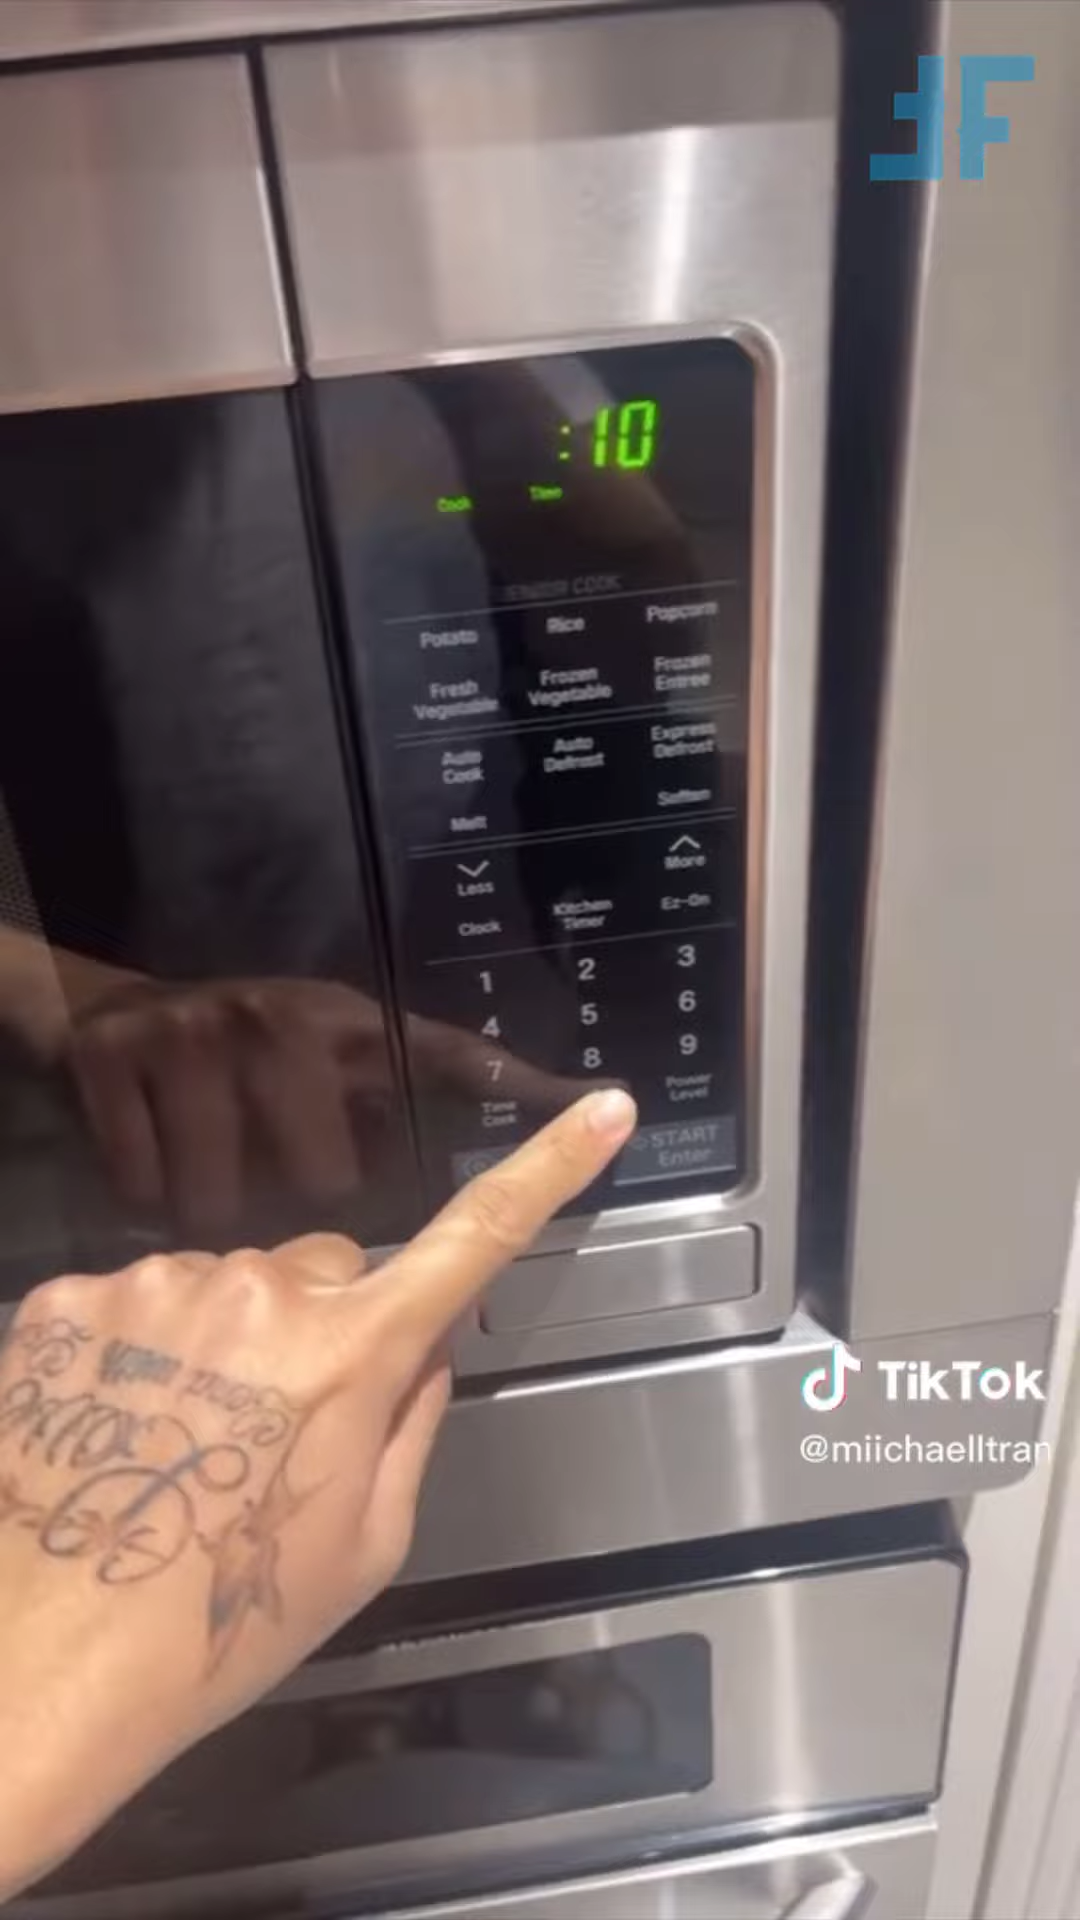 :10
Cook Time
SENSOR COOK
Potato Rice Popcorn
Fresh Vegetable Frozen Vegetable Frozen Entree
Auto Cook Auto Defrost Express Defrost
Melt Soften
Less More
Clock Kitchen Timer Ez-On
1 2 3
4 5 6
7 8 9
Time Cook Power Level
START
Enter
TikTok
@miichaelltran